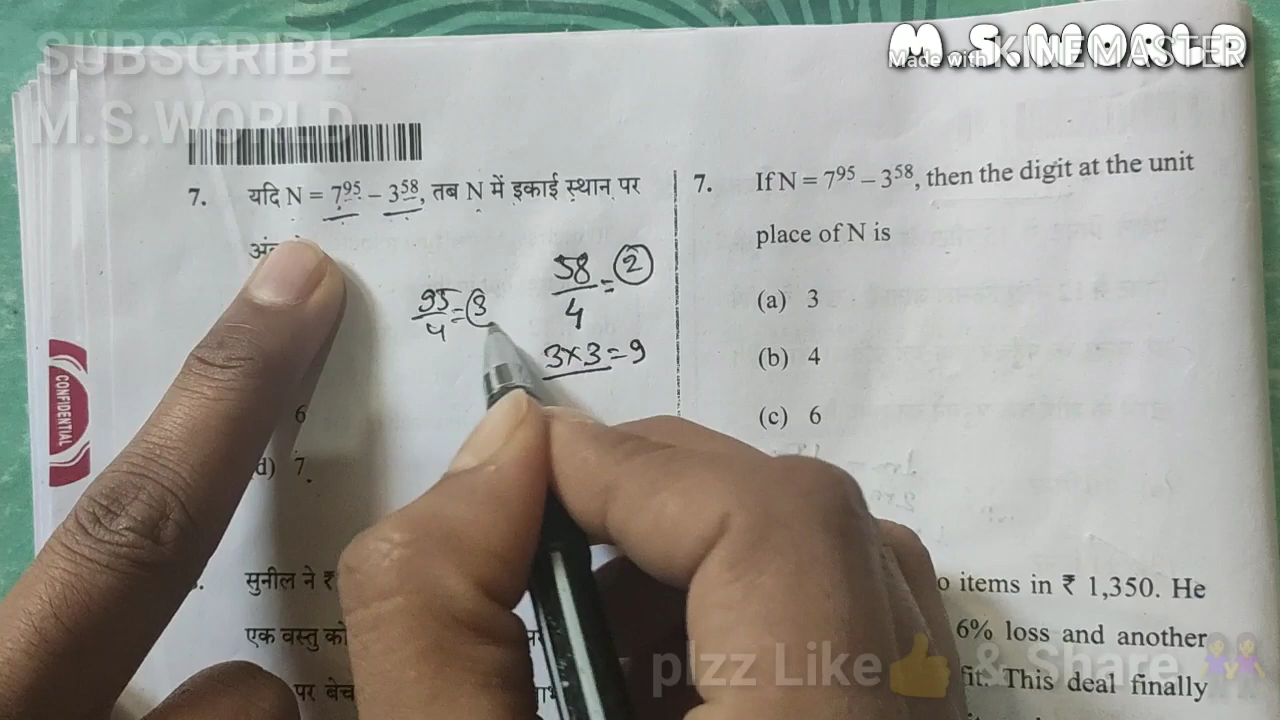 SUBSCRIBE
M.S.WORLD
M.S.WORLD
Made with KINEMASTER
7. यदि N = 7^95 – 3^58, तब N में इकाई स्थान पर
95/4 = 3
58/4 = 2
3×3 = 9
6
d) 7
सुनील ने ₹
एक वस्तु को
पर बेच
7. If N = 7^95 – 3^58, then the digit at the unit
place of N is
(a) 3
(b) 4
(c) 6
o items in ₹ 1,350. He
6% loss and another
fit. This deal finally
CONFIDENTIAL
plzz Like👍 & Share 👭